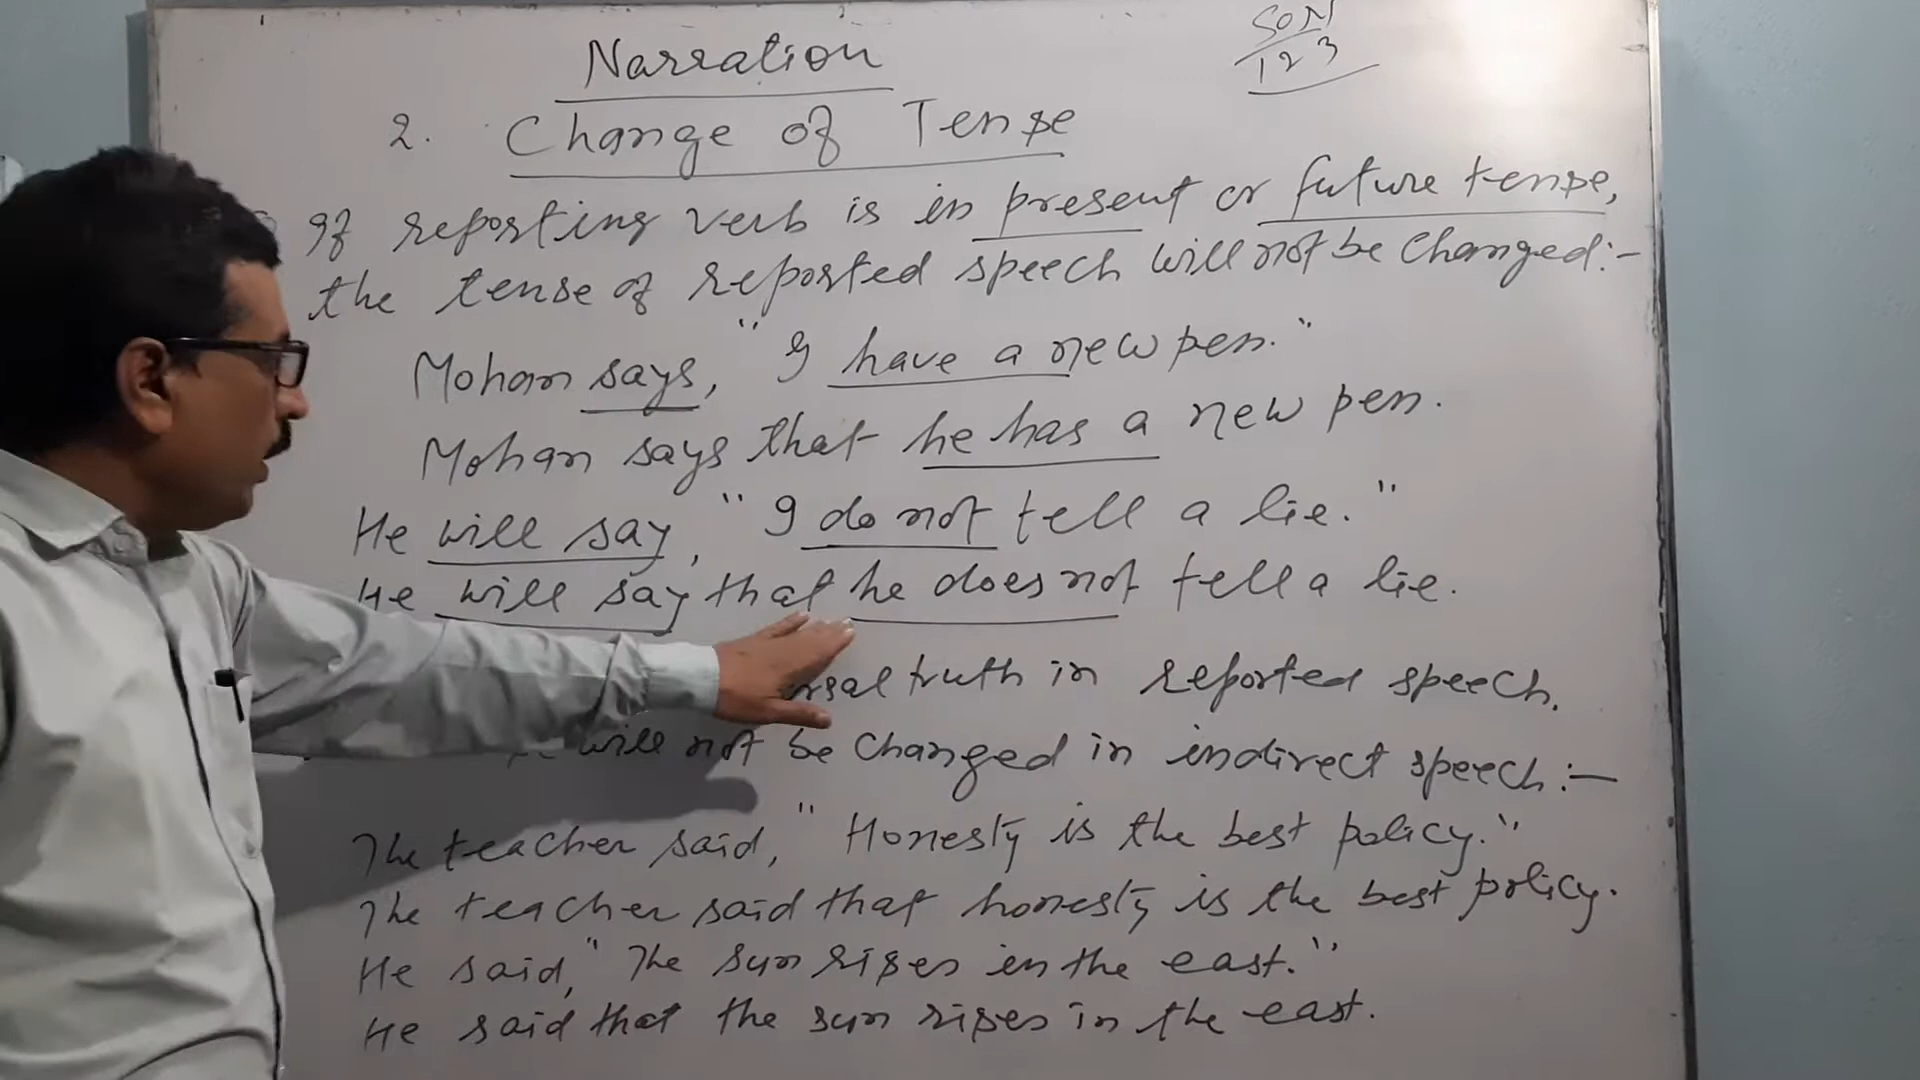 SON
123
Narration
2. Change of Tense
If reporting verb is in present or future tense,
the tense of reported speech will not be changed:-
Mohan says, "I have a new pen."
Mohan says that he has a new pen.
He will say, "I do not tell a lie."
He will say that he does not tell a lie.
truth in reported speech.
will not be changed in indirect speech:-
The teacher said, "Honesty is the best policy."
The teacher said that honesty is the best policy.
He said, "The sun rises in the east."
He said that the sun rises in the east.